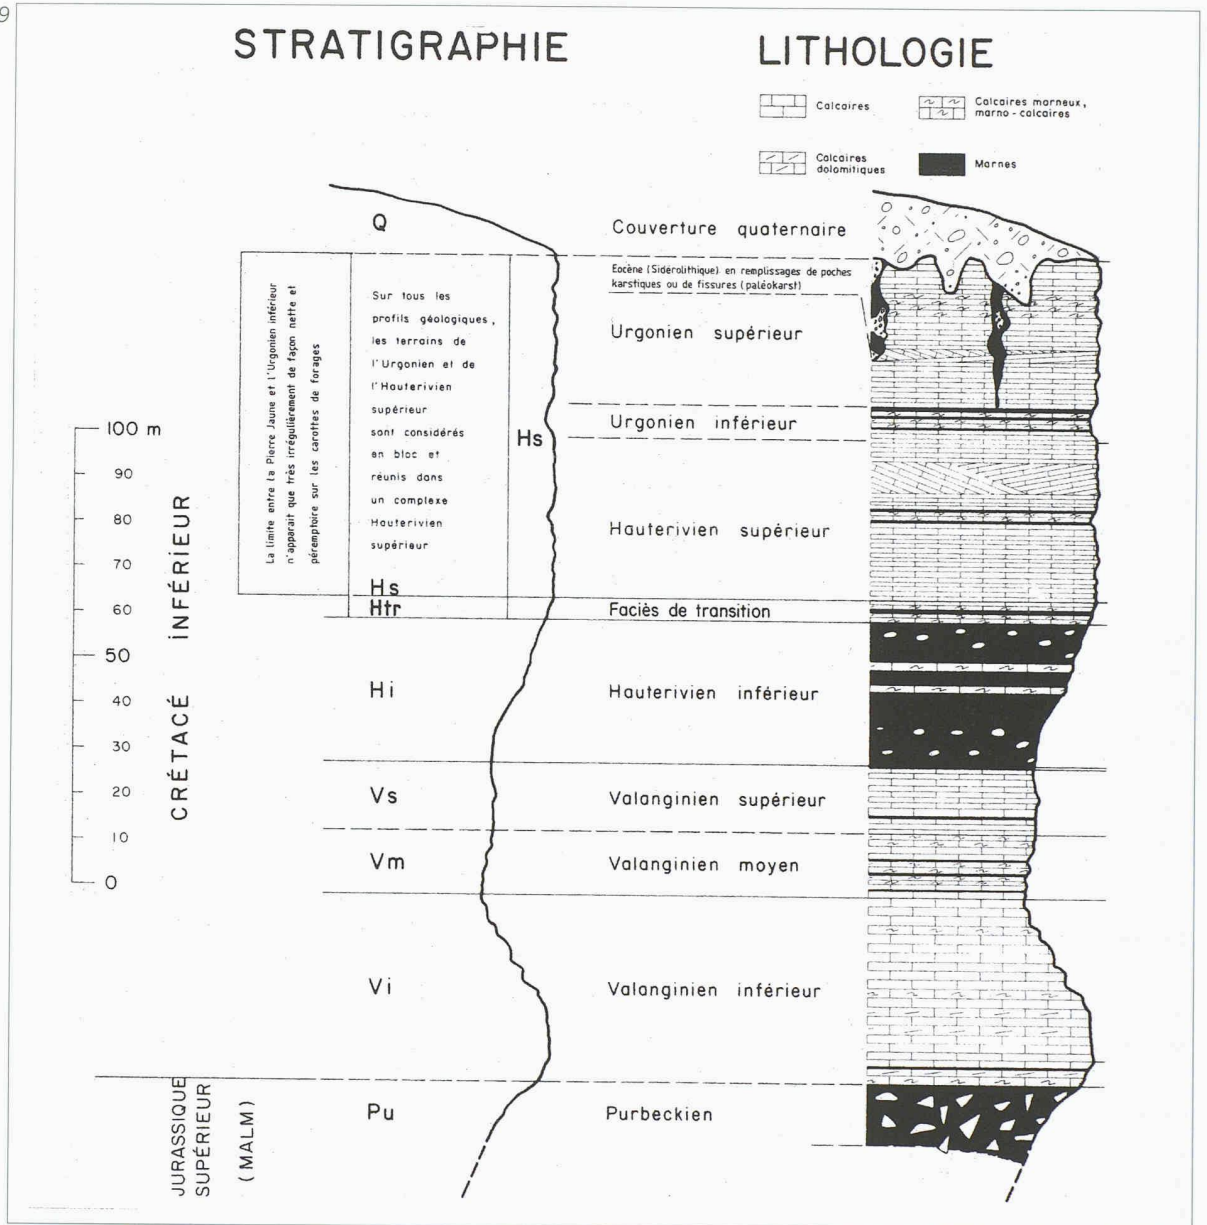 9
STRATIGRAPHIE
LITHOLOGIE
Calcaires
Calcaires marneux,
marno-calcaires
Calcaires
dolomitiques
Marnes
Q
Couverture quaternaire
Eocène (Sidérolithique) en remplissages de poches
karstiques ou de fissures (paléokarst)
La limite entre la Pierre Jaune et l'Urgonien inférieur
n'apparait que très irrégulièrement de façon nette et
péremptoire sur les carottes de forages
Sur tous les
profils géologiques,
les terrains de
l'Urgonien et de
l'Hauterivien
supérieur
sont considérés
en bloc et
réunis dans
un complexe
Hauterivien
supérieur
Hs
Urgonien supérieur
Urgonien inférieur
Hauterivien supérieur
Hs
Htr
Faciès de transition
Hi
Hauterivien inférieur
Vs
Valanginien supérieur
Vm
Valanginien moyen
Vi
Valanginien inférieur
Pu
Purbeckien
100 m
90
80
70
60
50
40
30
20
10
0
CRÉTACÉ INFÉRIEUR
JURASSIQUE
SUPÉRIEUR
(MALM)